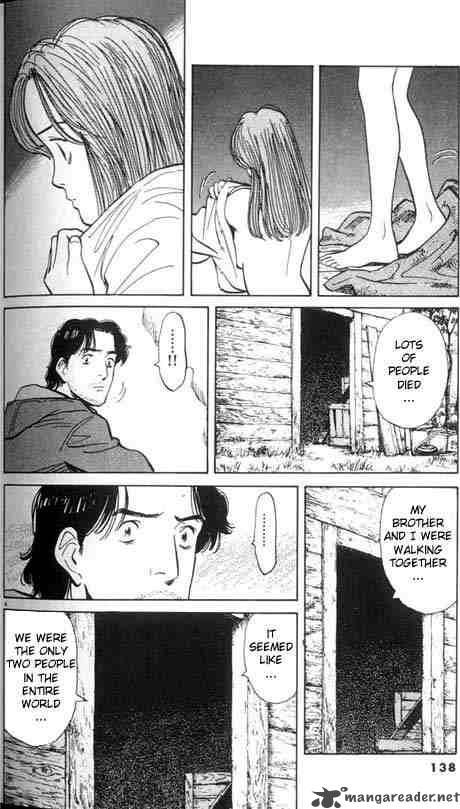 LOTS
OF
PEOPLE
DIED
...
.......
!!
MY
BROTHER
AND I WERE
WALKING
TOGETHER
...
........
IT
SEEMED
LIKE
...
WE WERE
THE ONLY
TWO PEOPLE
IN THE
ENTIRE
WORLD
...
138
mangareader.net